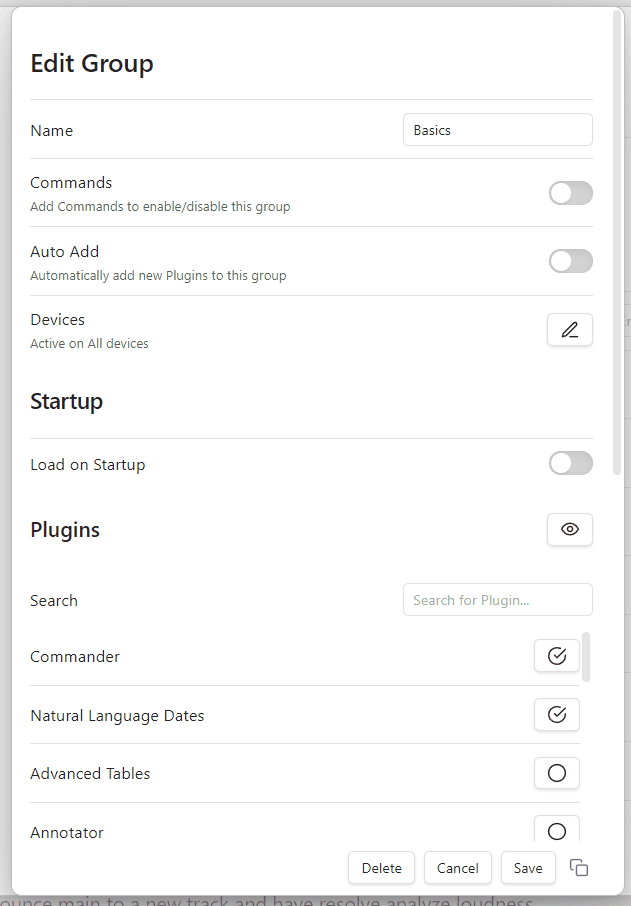 Edit Group
Name
Basics
Commands
Add Commands to enable/disable this group
Auto Add
Automatically add new Plugins to this group
Devices
Active on All devices
Startup
Load on Startup
Plugins
Search
Search for Plugin...
Commander
Natural Language Dates
Advanced Tables
Annotator
Delete
Cancel
Save
ounce main to a new track and have resolve analyze loudness